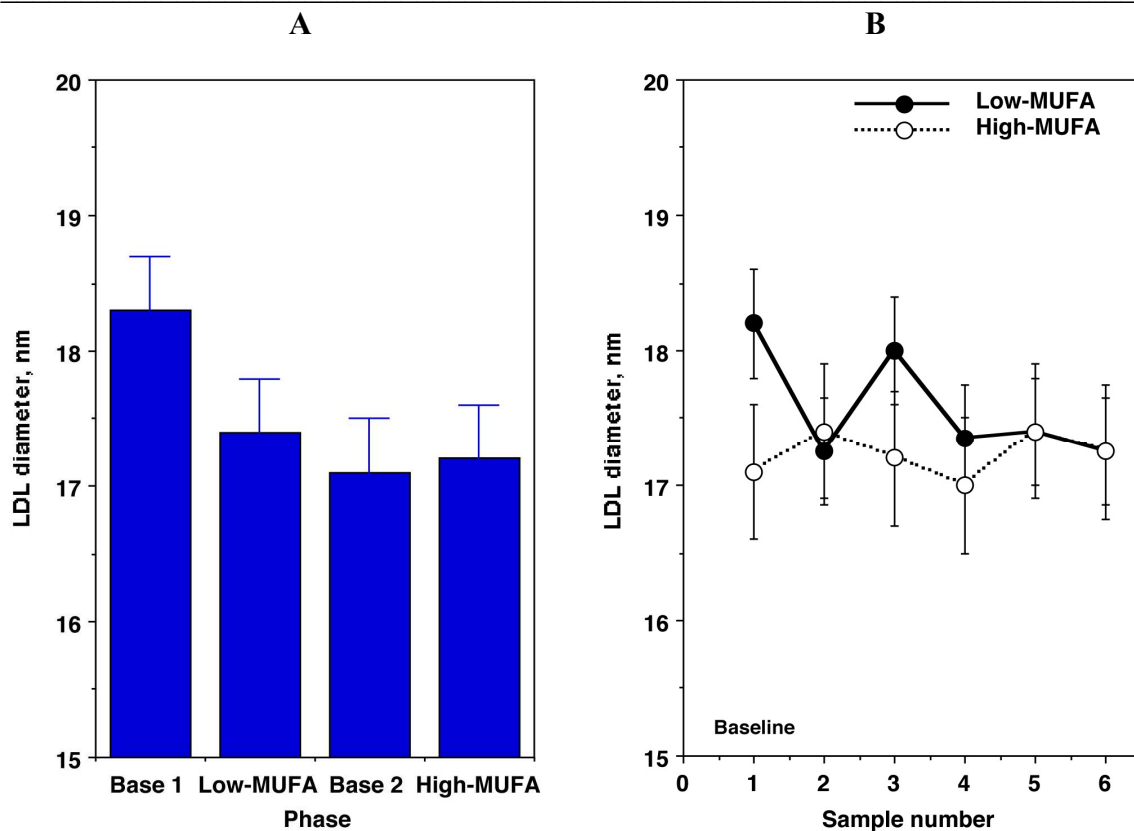 A
20
19
18
17
16
15
LDL diameter, nm
Base 1 Low-MUFA Base 2 High-MUFA
Phase
B
20
19
18
17
16
15
LDL diameter, nm
Low-MUFA
High-MUFA
Baseline
0 1 2 3 4 5 6
Sample number